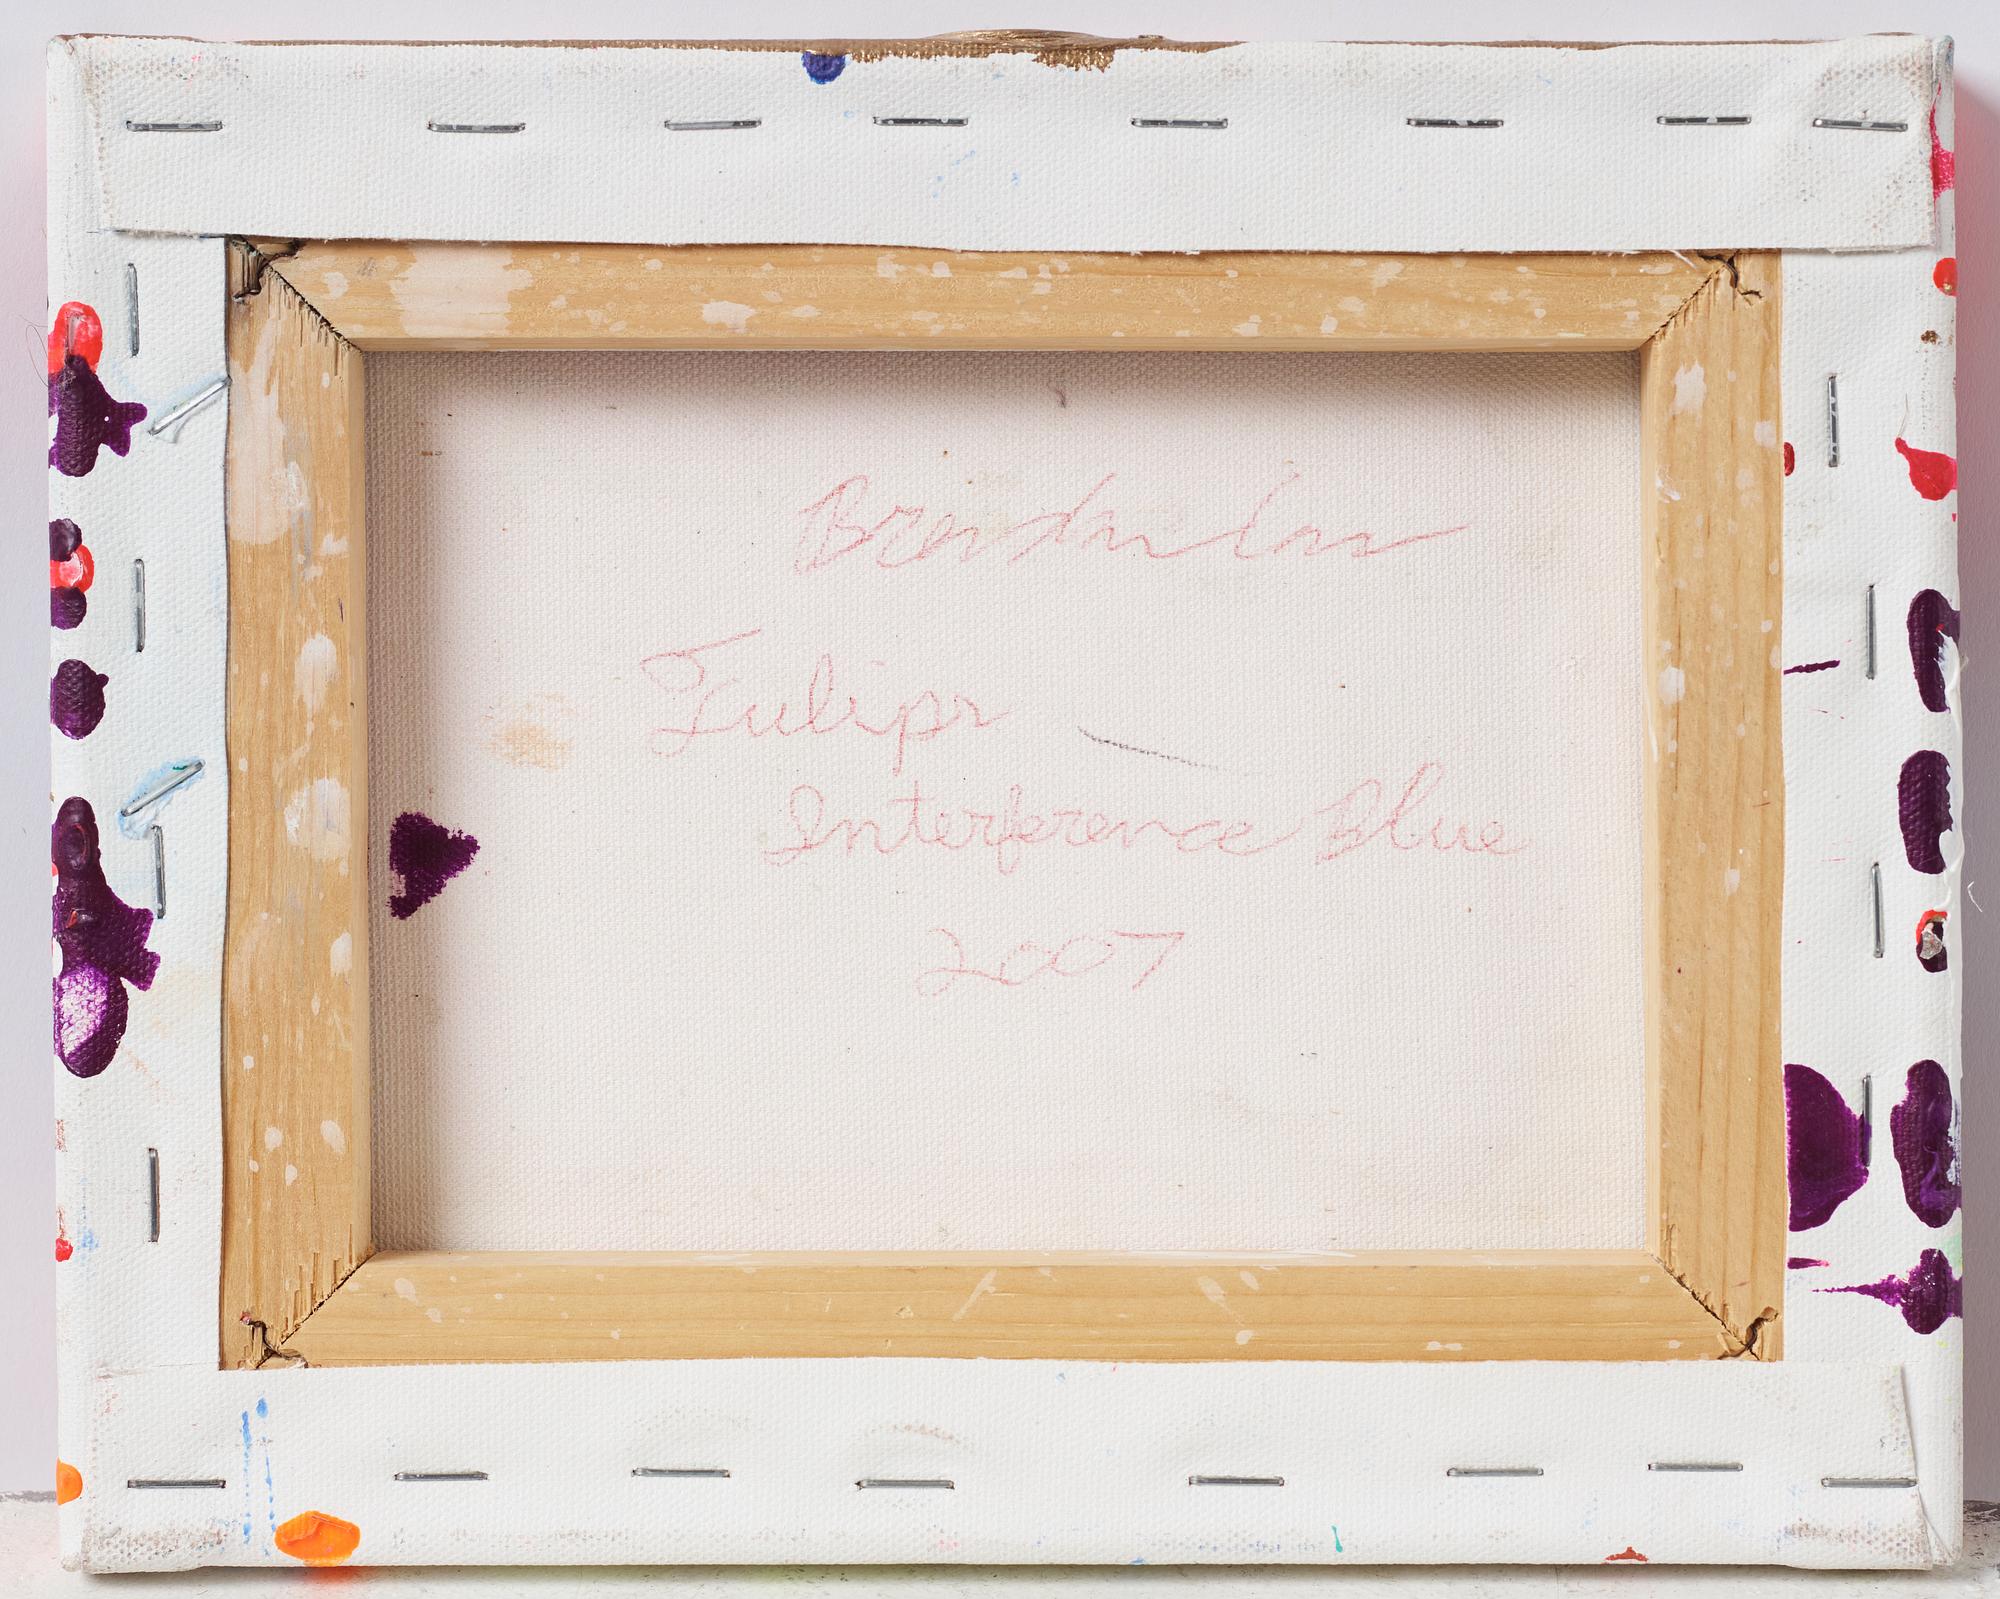 Tulips
Interference Blue
2007